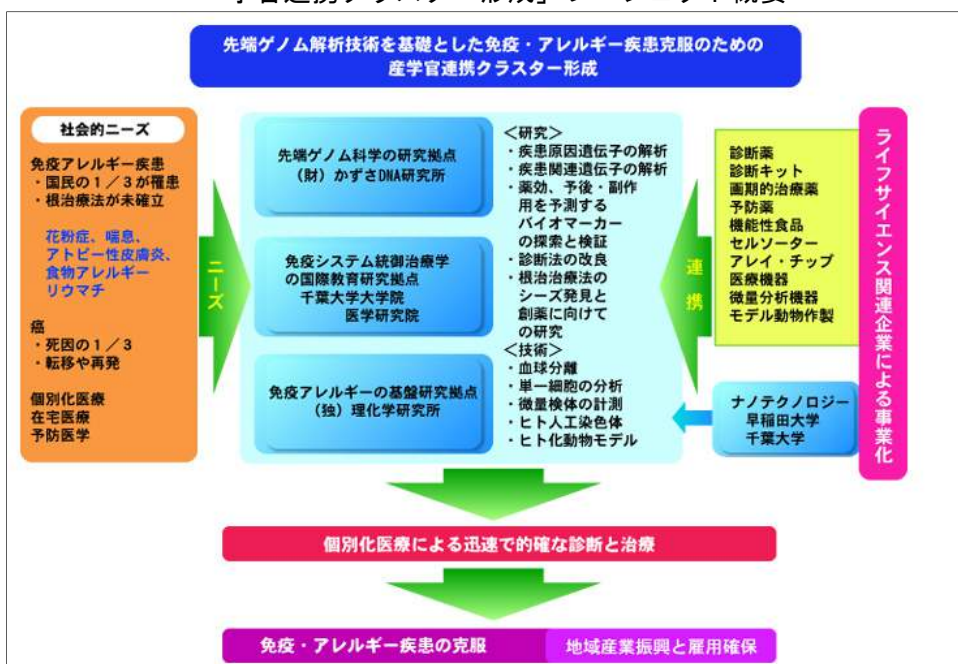 学官連携クラスター形成」プロジェクト概要
先端ゲノム解析技術を基礎とした免疫・アレルギー疾患克服のための
産学官連携クラスター形成
社会的ニーズ
免疫アレルギー疾患
・国民の1/3が罹患
・根治療法が未確立
花粉症、喘息、
アトピー性皮膚炎、
食物アレルギー
リウマチ
癌
・死因の1/3
・転移や再発
個別化医療
在宅医療
予防医学
ニーズ
先端ゲノム科学の研究拠点
(財)かずさDNA研究所
免疫システム統御治療学
の国際教育研究拠点
千葉大学大学院
医学研究院
免疫アレルギーの基盤研究拠点
(独)理化学研究所
<研究>
・疾患原因遺伝子の解析
・疾患関連遺伝子の解析
・薬効、予後・副作
用を予測する
バイオマーカー
の探索と検証
・診断法の改良
・根治治療法の
シーズ発見と
創薬に向けて
の研究
<技術>
・血球分離
・単一細胞の分析
・微量検体の計測
・ヒト人工染色体
・ヒト化動物モデル
連携
診断薬
診断キット
画期的治療薬
予防薬
機能性食品
セルソーター
アレイ・チップ
医療機器
微量分析機器
モデル動物作製
ナノテクノロジー
早稲田大学
千葉大学
ライフサイエンス関連企業による事業化
個別化医療による迅速で的確な診断と治療
免疫・アレルギー疾患の克服
地域産業振興と雇用確保